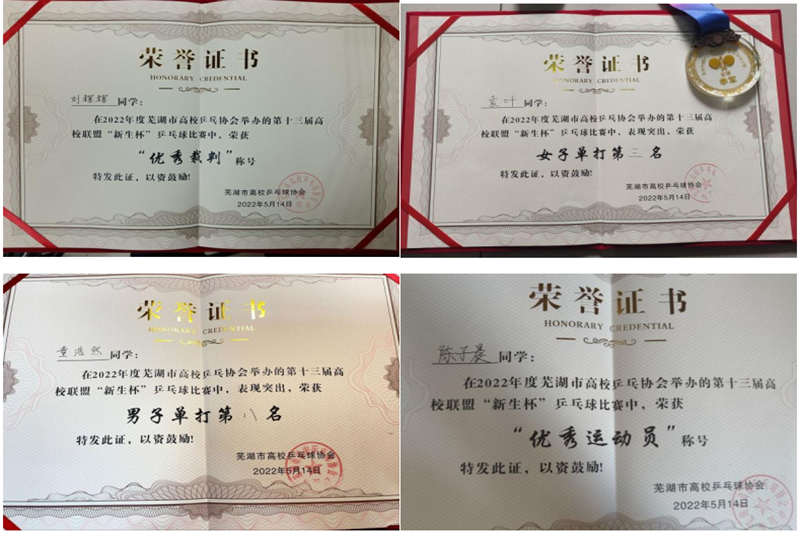 荣誉证书
HONORARY CREDENTIAL
刘辉辉 同学:
在2022年度芜湖市高校乒乓协会举办的第十三届高
校联盟“新生杯”乒乓球比赛中,荣获
“优秀裁判”称号
特发此证,以资鼓励!
芜湖市高校乒乓球协会
2022年5月14日
荣誉证书
HONORARY CREDENTIAL
袁叶 同学:
在2022年度芜湖市高校乒乓协会举办的第十三届高
校联盟“新生杯”乒乓球比赛中,表现突出,荣获
女子单打第三名
特发此证,以资鼓励!
芜湖市高校乒乓球协会
2022年5月14日
荣誉证书
HONORARY CREDENTIAL
童浩然 同学:
在2022年度芜湖市高校乒乓协会举办的第十三届高
校联盟“新生杯”乒乓球比赛中,表现突出,荣获
男子单打第八名
特发此证,以资鼓励!
芜湖市高校乒乓球协会
2022年5月14日
荣誉证书
HONORARY CREDENTIAL
陈子晨 同学:
在2022年度芜湖市高校乒乓协会举办的第十三届高
校联盟“新生杯”乒乓球比赛中,荣获
“优秀运动员”称号
特发此证,以资鼓励!
芜湖市高校乒乓球协会
2022年5月14日